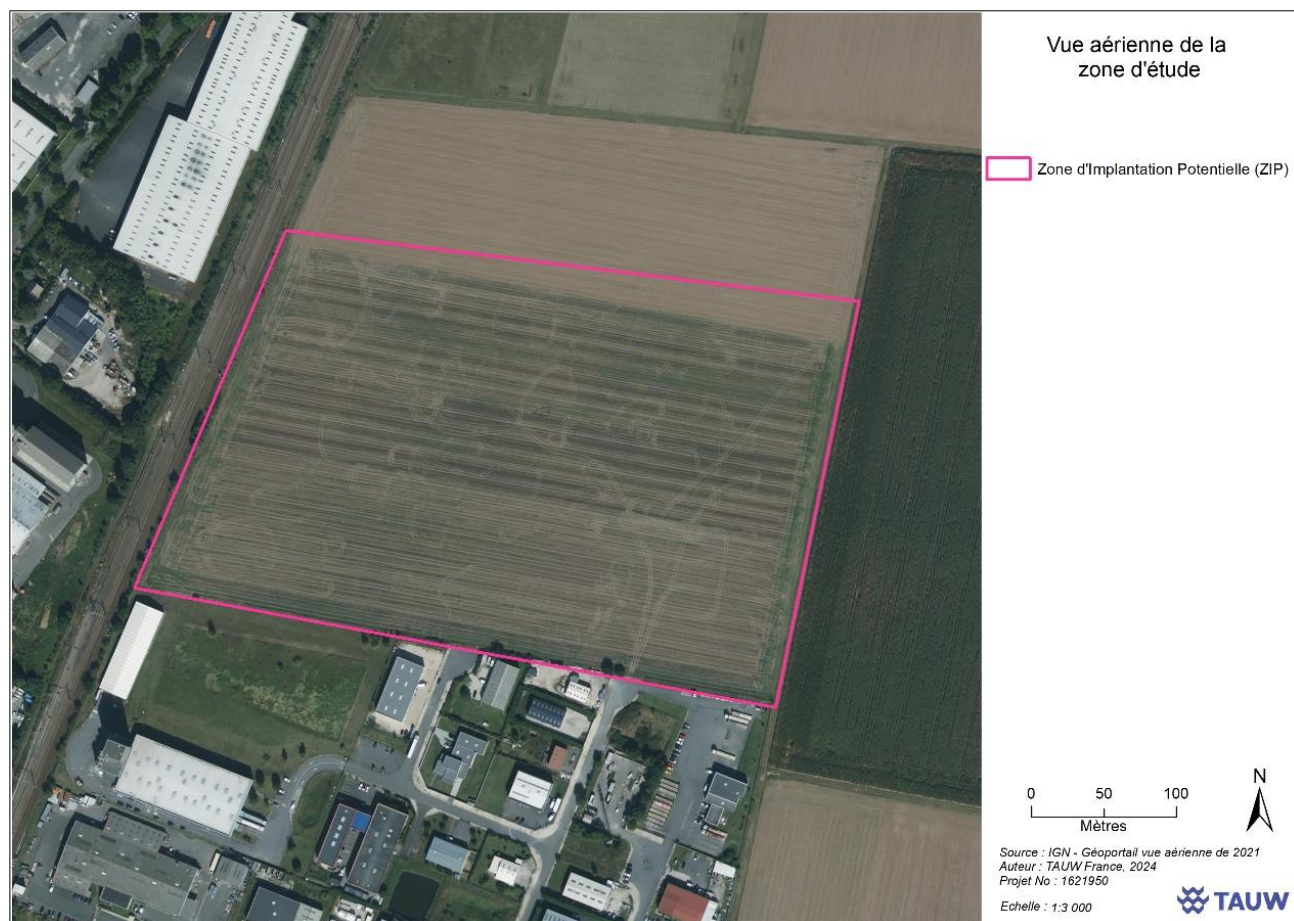 Vue aérienne de la
zone d'étude
Zone d'Implantation Potentielle (ZIP)
0 50 100
Mètres
N
Source : IGN - Géoportail vue aérienne de 2021
Auteur : TAUW France, 2024
Projet No : 1621950
Echelle : 1:3 000
TAUW